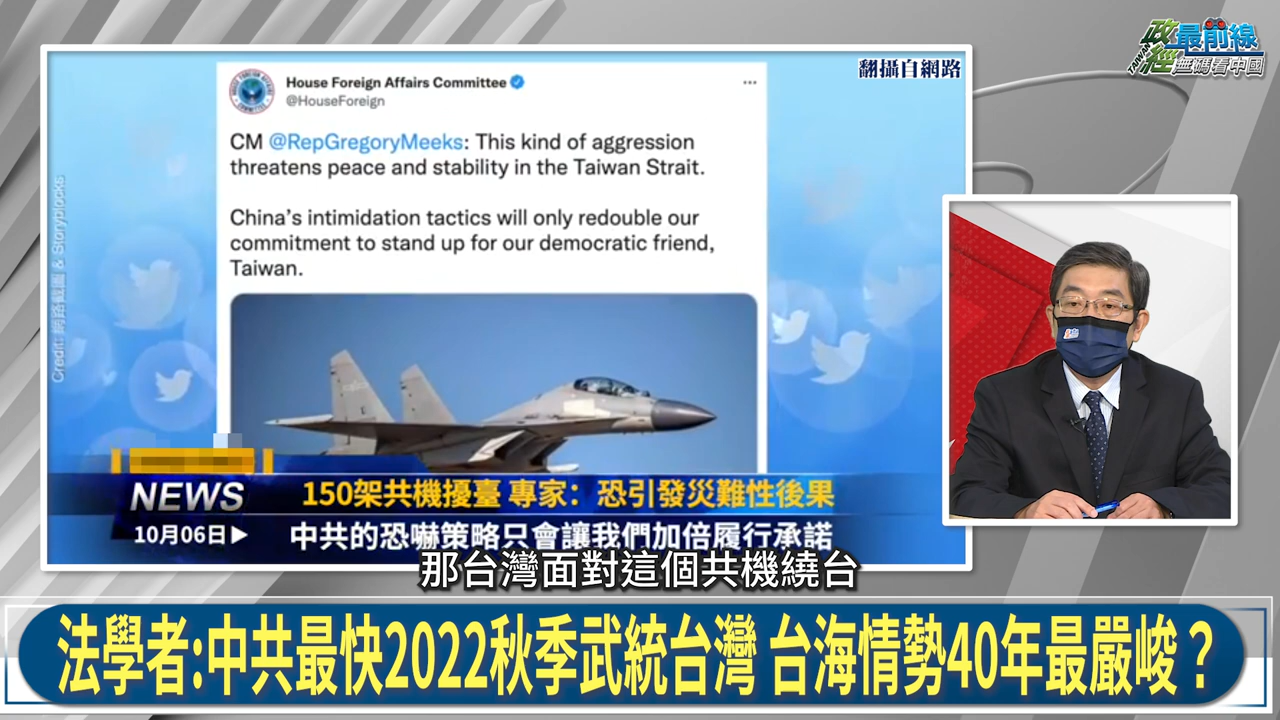 政經最前線
無碼看中國
翻攝自網路
House Foreign Affairs Committee
@HouseForeign
CM @RepGregoryMeeks: This kind of aggression
threatens peace and stability in the Taiwan Strait.
China's intimidation tactics will only redouble our
commitment to stand up for our democratic friend,
Taiwan.
Credit: 網路截圖 & Storyblocks
NEWS
150架共機擾臺 專家：恐引發災難性後果
10月06日▶
中共的恐嚇策略只會讓我們加倍履行承諾
那台灣面對這個共機繞台
法學者:中共最快2022秋季武統台灣 台海情勢40年最嚴峻？